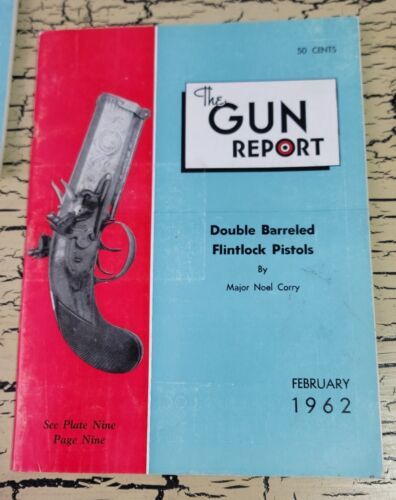 50 CENTS
The
GUN
REPORT
Double Barreled
Flintlock Pistols
By
Major Noel Corry
FEBRUARY
1962
See Plate Nine
Page Nine